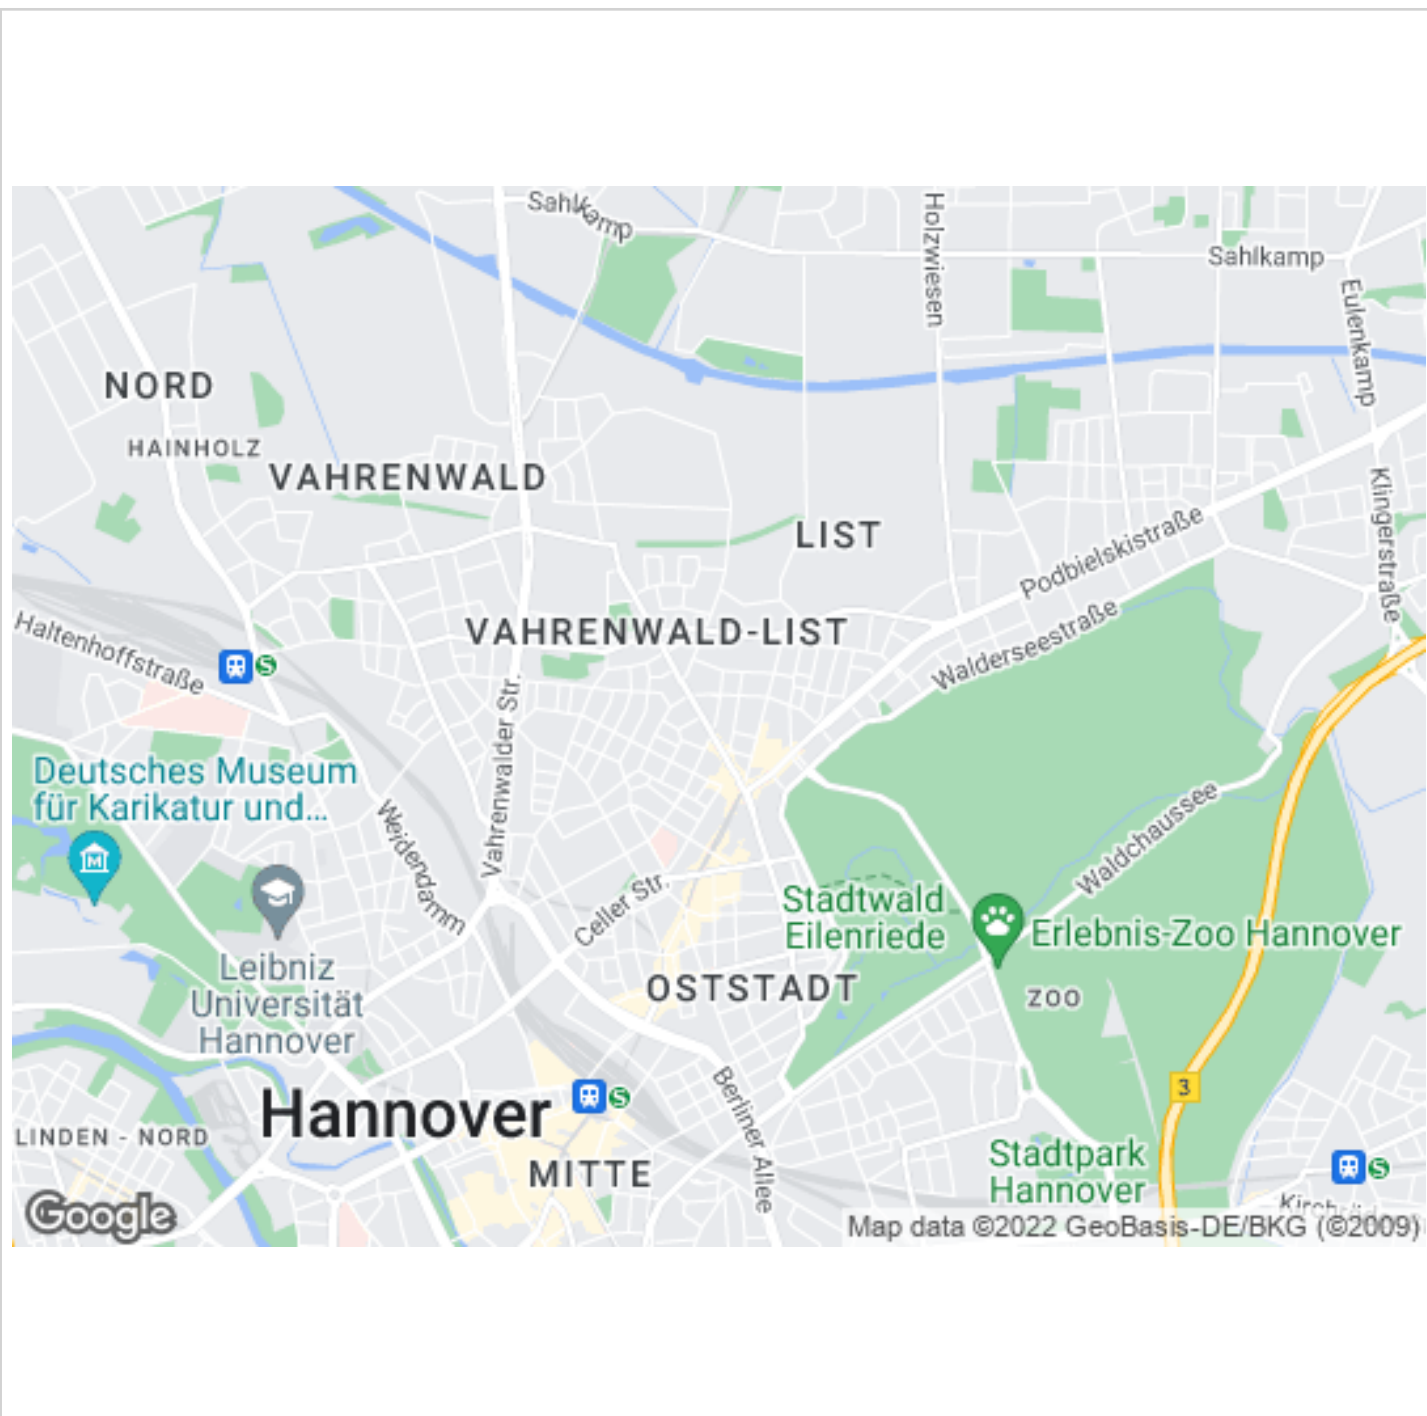 Sahlkamp
Holzwiesen
Sahlkamp
Eulenkamp
NORD
HAINHOLZ
VAHRENWALD
LIST
Klingerstraße
Podbielskistraße
VAHRENWALD-LIST
Walderseestraße
Haltenhoffstraße
S
Vahrenwalder Str.
Deutsches Museum
für Karikatur und...
M
Weidendamm
Waldchaussee
Celler Str.
Stadtwald
Eilenriede
Erlebnis-Zoo Hannover
Leibniz
Universität
Hannover
OSTSTADT
ZOO
Berliner Allee
3
Hannover
S
LINDEN - NORD
MITTE
Stadtpark
Hannover
S
Google
Map data ©2022 GeoBasis-DE/BKG (©2009)